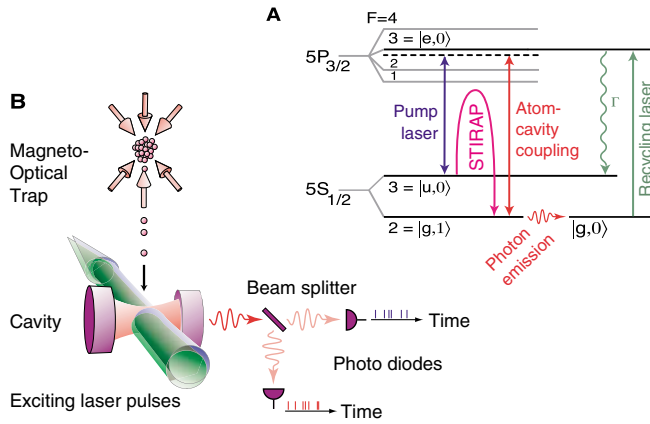 A
F=4
3 = |e,0⟩
5P3/2
2
1
Pump
laser
STIRAP
Atom-
cavity
coupling
Γ
Recycling laser
5S1/2
3 = |u,0⟩
2 = |g,1⟩
|g,0⟩
Photon
emission
B
Magneto-
Optical
Trap
Cavity
Beam splitter
Time
Photo diodes
Exciting laser pulses
Time